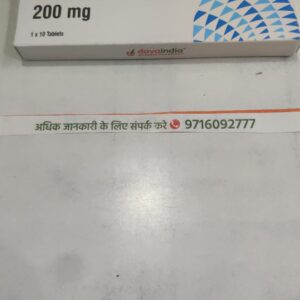 200 mg
1 x 10 Tablets
davaindia
अधिक जानकारी के लिए संपर्क करे 9716092777